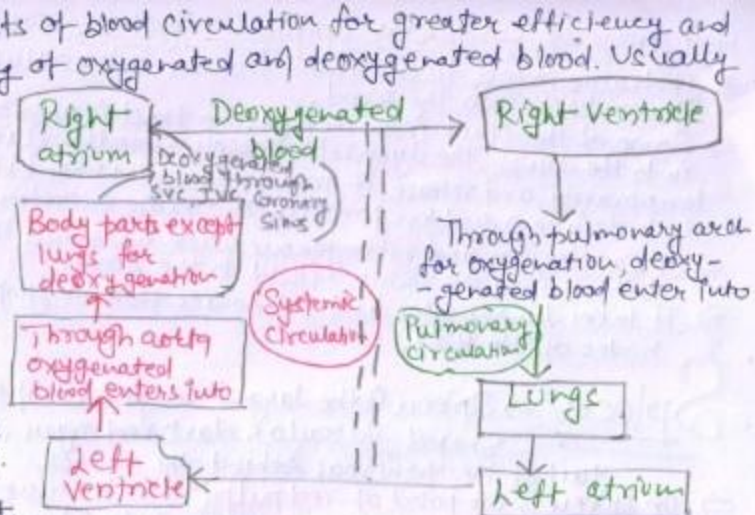 ts of blood circulation for greater efficiency and
g of oxygenated and deoxygenated blood. Usually
Right
atrium
Deoxygenated
blood
Right Ventricle
Deoxygenated
blood through
SVC, IVC, Coronary
Sinus
Body parts except
lungs for
deoxygenation
Through pulmonary arch
for oxygenation, deoxy-
-genated blood enter into
Systemic
Circulation
Pulmonary
circulation
Through aorta
oxygenated
blood enters into
Lungs
Left
ventricle
Left atrium